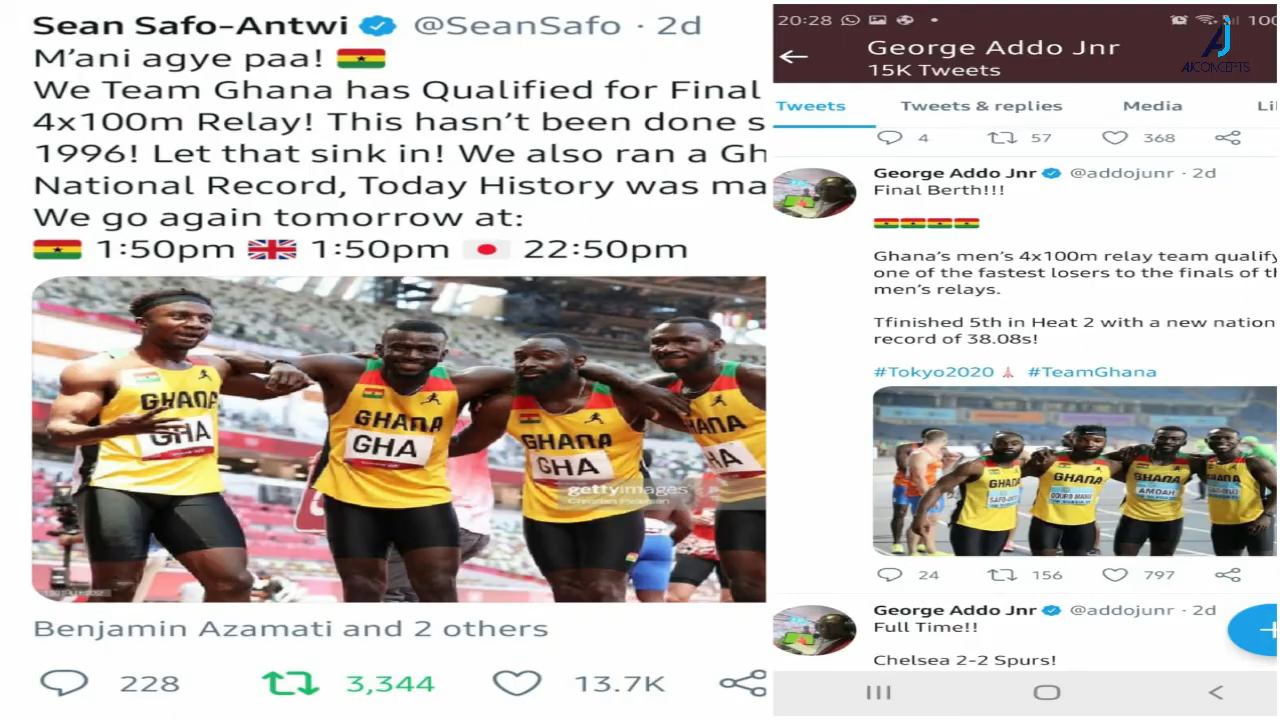 Sean Safo-Antwi @SeanSafo · 2d
M'ani agye paa!
We Team Ghana has Qualified for Final
4x100m Relay! This hasn't been done s
1996! Let that sink in! We also ran a Gh
National Record, Today History was ma
We go again tomorrow at:
1:50pm 1:50pm 22:50pm
GHANA
GHA
GHANA
GHA
GHANA
GHA
HANA
HA
gettyimages
Benjamin Azamati and 2 others
228 3,344 13.7K
20:28 100
George Addo Jnr
15K Tweets
AJCONCEPTS
Tweets Tweets & replies Media Li
4 57 368
George Addo Jnr @addojunr · 2d
Final Berth!!!
Ghana's men's 4x100m relay team qualify
one of the fastest losers to the finals of th
men's relays.
Tfinished 5th in Heat 2 with a new nation
record of 38.08s!
#Tokyo2020 #TeamGhana
GHANA
GHANA
GHANA
GHANA
AMOAH
24 156 797
George Addo Jnr @addojunr · 2d
Full Time!!
Chelsea 2-2 Spurs!